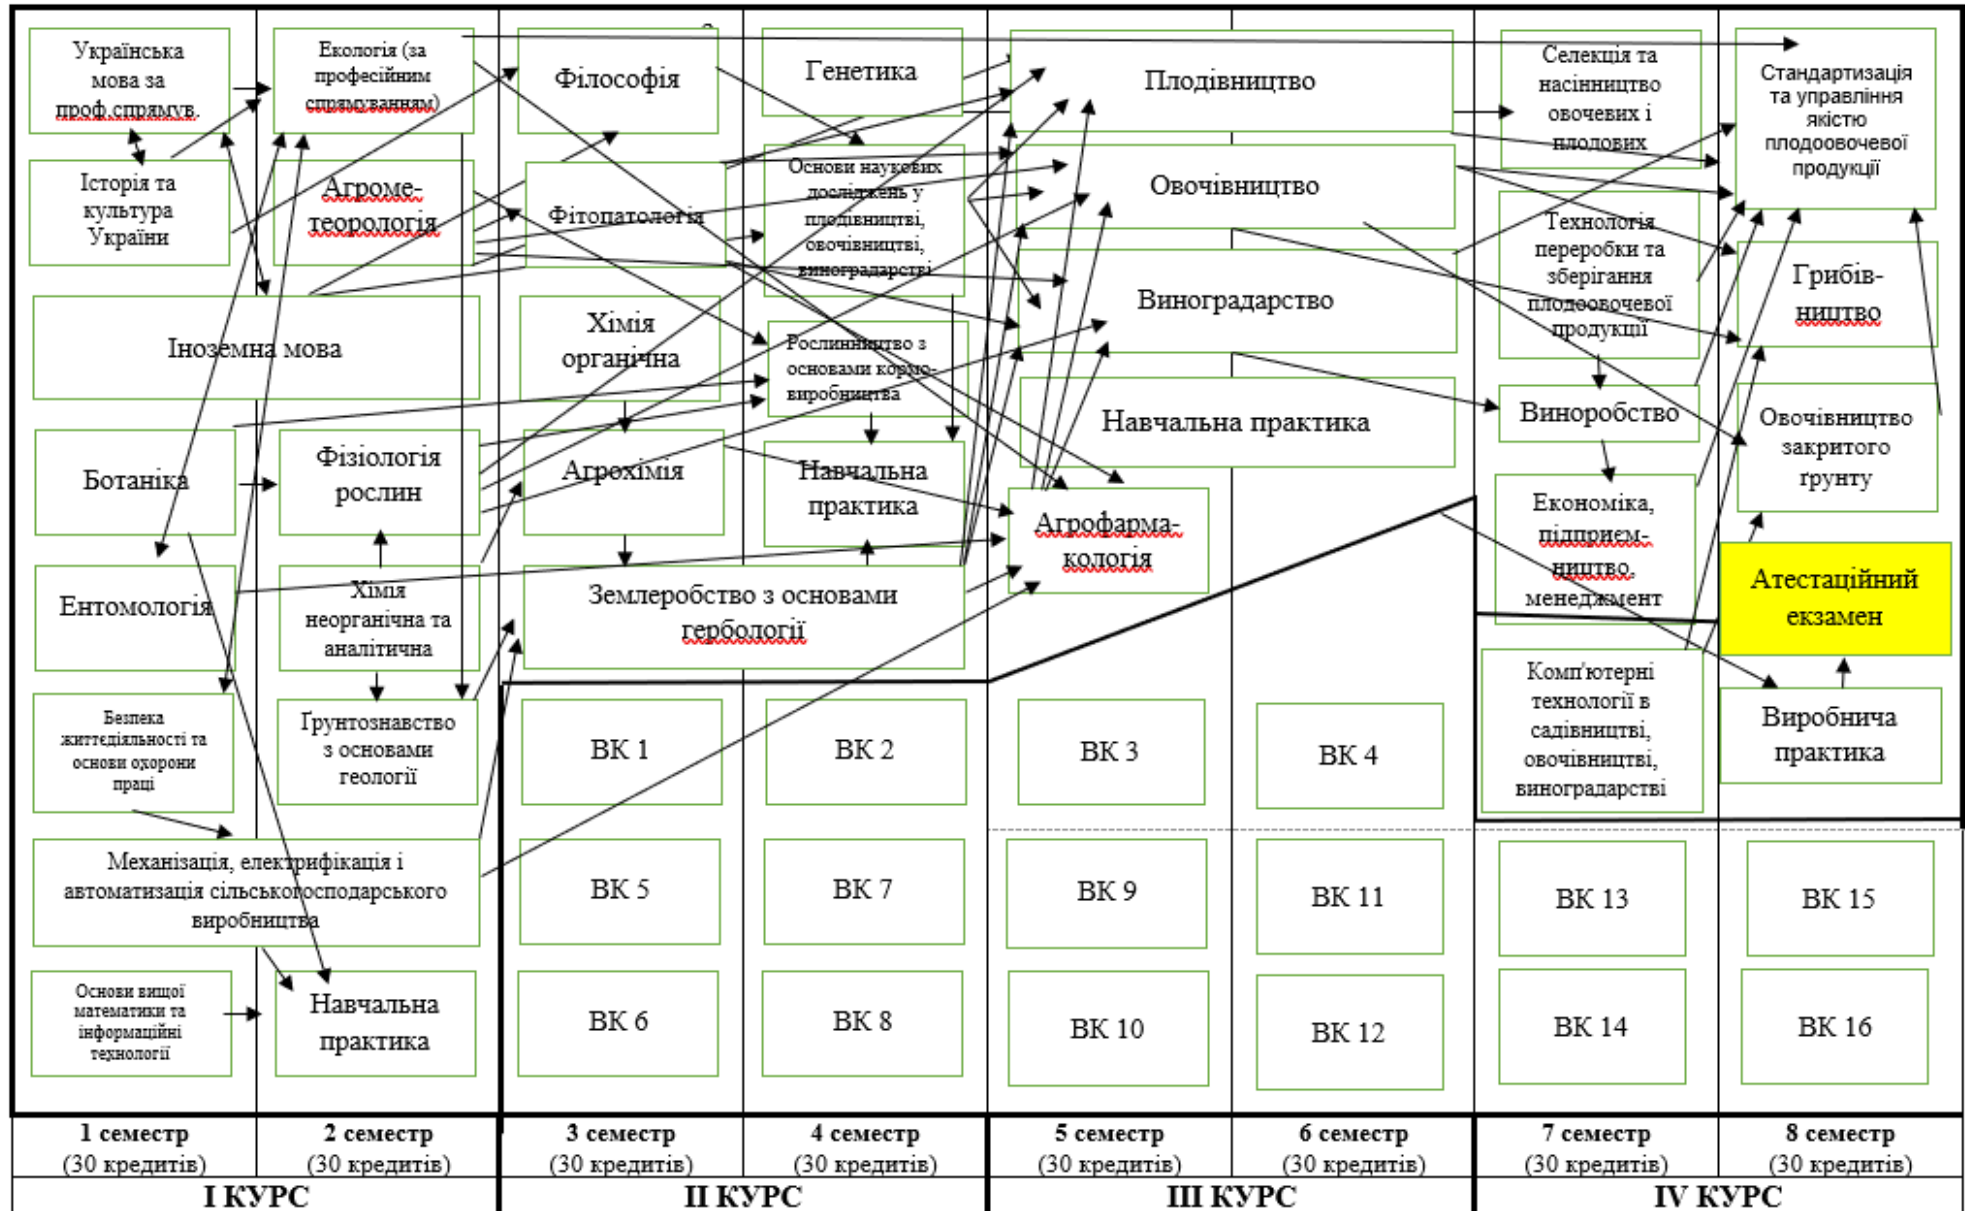 Українська
мова за
проф.спрямув.
Екологія (за
професійним
спрямуванням)
Філософія
Генетика
Плодівництво
Селекція та
насінництво
овочевих і
плодових
Стандартизація
та управління
якістю
плодоовочевої
продукції
Історія та
культура
України
Агроме-
теорологія
Фітопатологія
Основи наукових
досліджень у
плодівництві,
овочівництві,
виноградарстві
Овочівництво
Технологія
переробки та
зберігання
плодоовочевої
продукції
Грибів-
ництво
Іноземна мова
Хімія
органічна
Рослинництво з
основами кормо-
виробництва
Виноградарство
Виноробство
Овочівництво
закритого
ґрунту
Ботаніка
Фізіологія
рослин
Агрохімія
Навчальна
практика
Навчальна практика
Агрофарма-
кологія
Економіка,
підприєм-
ництво,
менеджмент
Атестаційний
екзамен
Ентомологія
Хімія
неорганічна та
аналітична
Землеробство з основами
гербології
Безпека
життєдіяльності та
основи охорони
праці
Ґрунтознавство
з основами
геології
ВК 1
ВК 2
ВК 3
ВК 4
Комп'ютерні
технології в
садівництві,
овочівництві,
виноградарстві
Виробнича
практика
Механізація, електрифікація і
автоматизація сільськогосподарського
виробництва
ВК 5
ВК 7
ВК 9
ВК 11
ВК 13
ВК 15
Основи вищої
математики та
інформаційні
технології
Навчальна
практика
ВК 6
ВК 8
ВК 10
ВК 12
ВК 14
ВК 16
1 семестр
(30 кредитів)
2 семестр
(30 кредитів)
3 семестр
(30 кредитів)
4 семестр
(30 кредитів)
5 семестр
(30 кредитів)
6 семестр
(30 кредитів)
7 семестр
(30 кредитів)
8 семестр
(30 кредитів)
I КУРС
II КУРС
III КУРС
IV КУРС